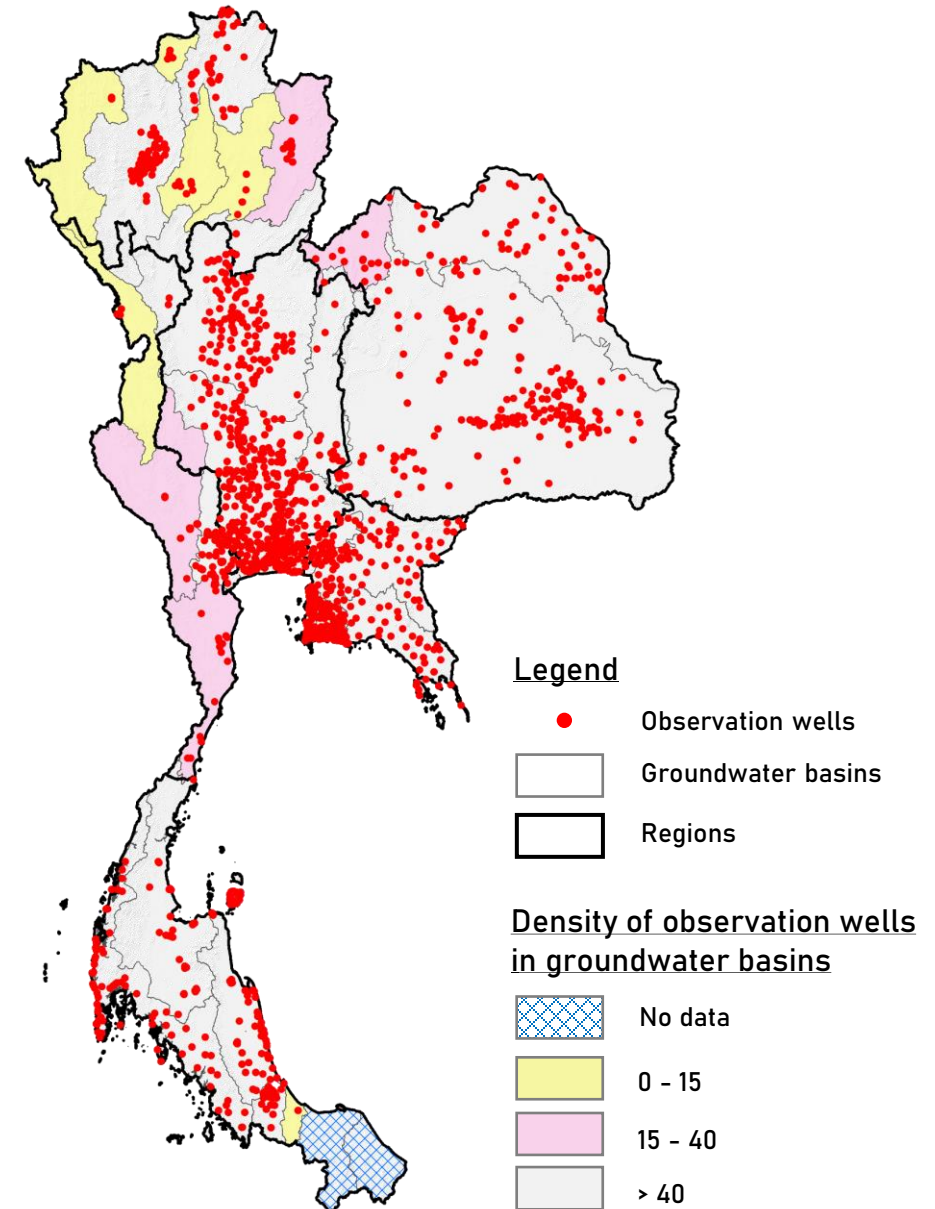 Legend
Observation wells
Groundwater basins
Regions
Density of observation wells
in groundwater basins
No data
0 - 15
15 - 40
> 40